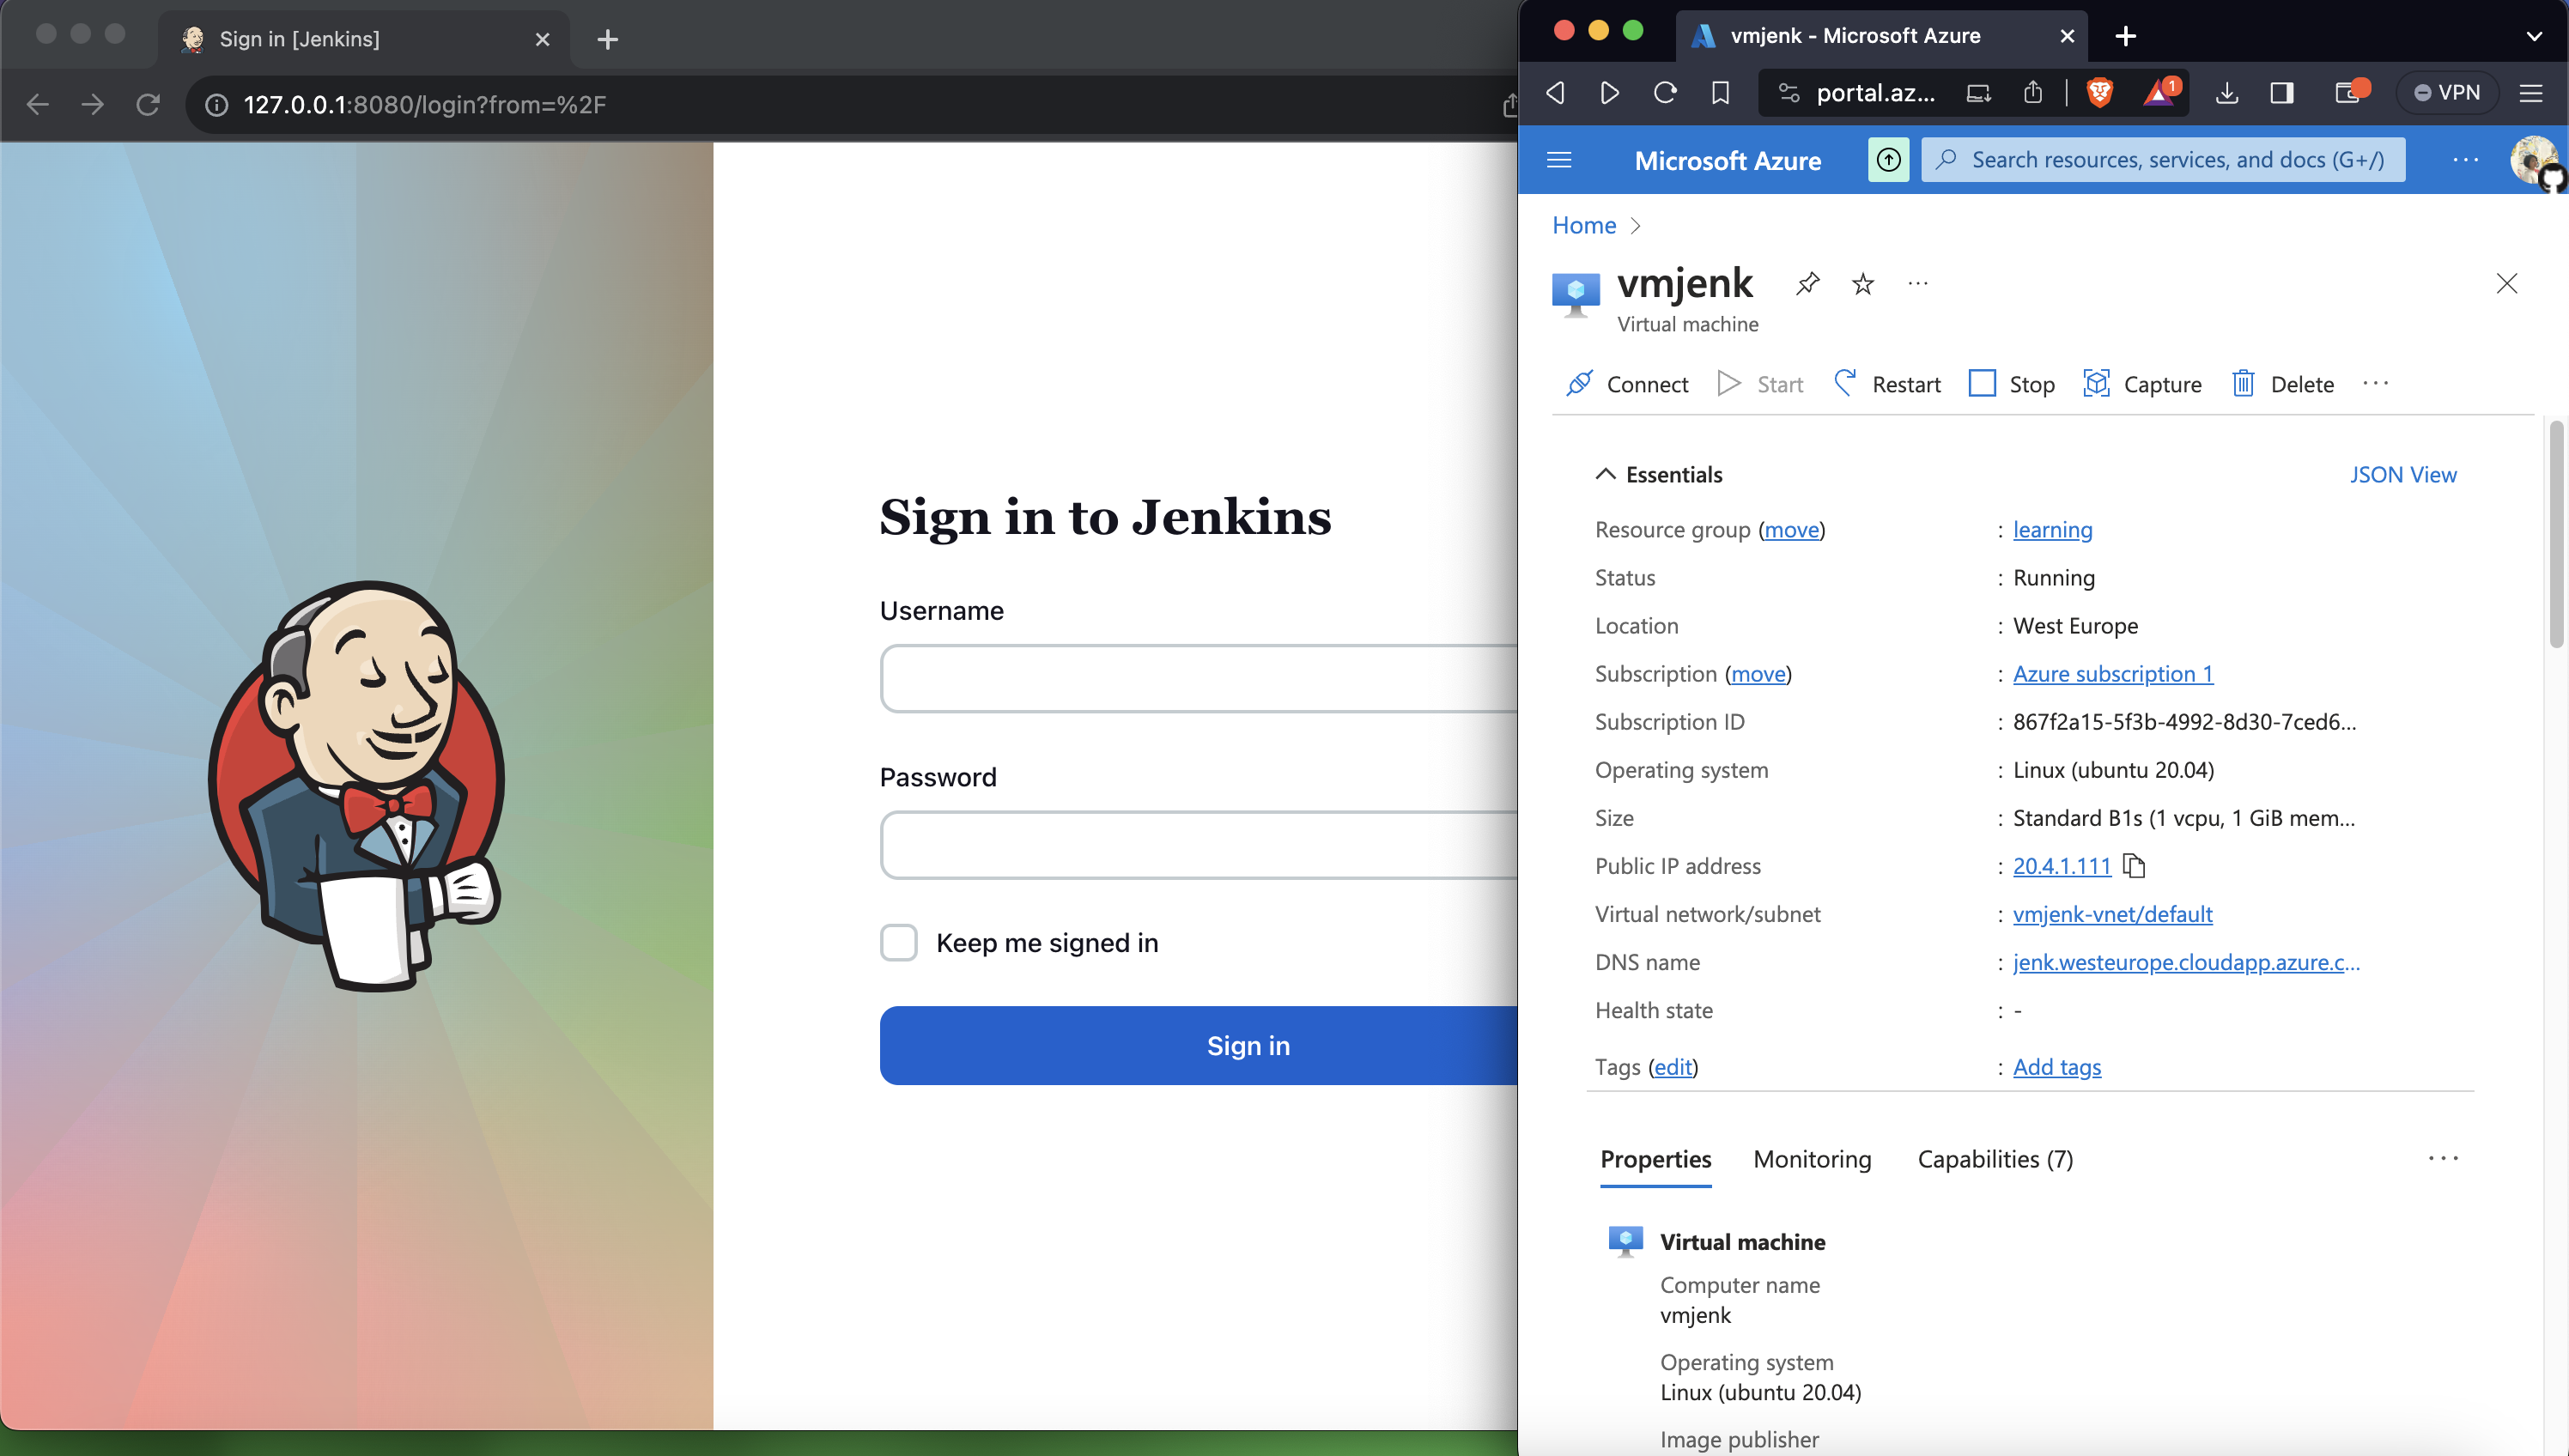 Sign in [Jenkins]
127.0.0.1:8080/login?from=%2F
Sign in to Jenkins
Username
Password
Keep me signed in
Sign in
vmjenk - Microsoft Azure
portal.az...
1
VPN
Microsoft Azure
Search resources, services, and docs (G+/)
Home
vmjenk
Virtual machine
Connect Start Restart Stop Capture Delete
Essentials JSON View
Resource group (move) : learning
Status : Running
Location : West Europe
Subscription (move) : Azure subscription 1
Subscription ID : 867f2a15-5f3b-4992-8d30-7ced6...
Operating system : Linux (ubuntu 20.04)
Size : Standard B1s (1 vcpu, 1 GiB mem...
Public IP address : 20.4.1.111
Virtual network/subnet : vmjenk-vnet/default
DNS name : jenk.westeurope.cloudapp.azure.c...
Health state : -
Tags (edit) : Add tags
Properties Monitoring Capabilities (7)
Virtual machine
Computer name
vmjenk
Operating system
Linux (ubuntu 20.04)
Image publisher